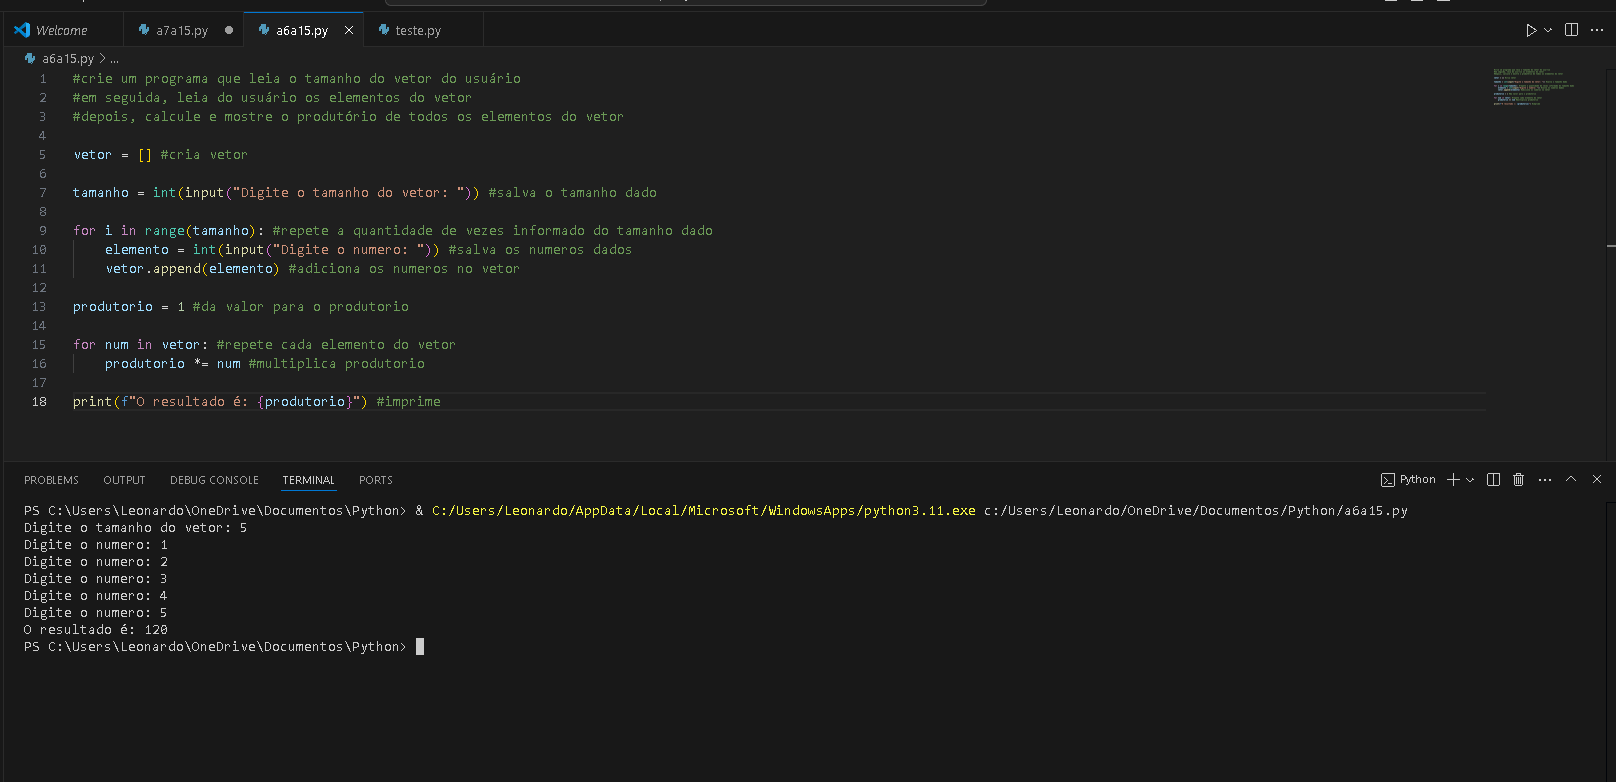 Welcome a7a15.py a6a15.py teste.py
a6a15.py > ...
1 #crie um programa que leia o tamanho do vetor do usuário
2 #em seguida, leia do usuário os elementos do vetor
3 #depois, calcule e mostre o produtório de todos os elementos do vetor
4
5 vetor = [] #cria vetor
6
7 tamanho = int(input("Digite o tamanho do vetor: ")) #salva o tamanho dado
8
9 for i in range(tamanho): #repete a quantidade de vezes informado do tamanho dado
10     elemento = int(input("Digite o numero: ")) #salva os numeros dados
11     vetor.append(elemento) #adiciona os numeros no vetor
12
13 produtorio = 1 #da valor para o produtorio
14
15 for num in vetor: #repete cada elemento do vetor
16     produtorio *= num #multiplica produtorio
17
18 print(f"O resultado é: {produtorio}") #imprime
PROBLEMS OUTPUT DEBUG CONSOLE TERMINAL PORTS Python
PS C:\Users\Leonardo\OneDrive\Documentos\Python> & C:/Users/Leonardo/AppData/Local/Microsoft/WindowsApps/python3.11.exe c:/Users/Leonardo/OneDrive/Documentos/Python/a6a15.py
Digite o tamanho do vetor: 5
Digite o numero: 1
Digite o numero: 2
Digite o numero: 3
Digite o numero: 4
Digite o numero: 5
O resultado é: 120
PS C:\Users\Leonardo\OneDrive\Documentos\Python>